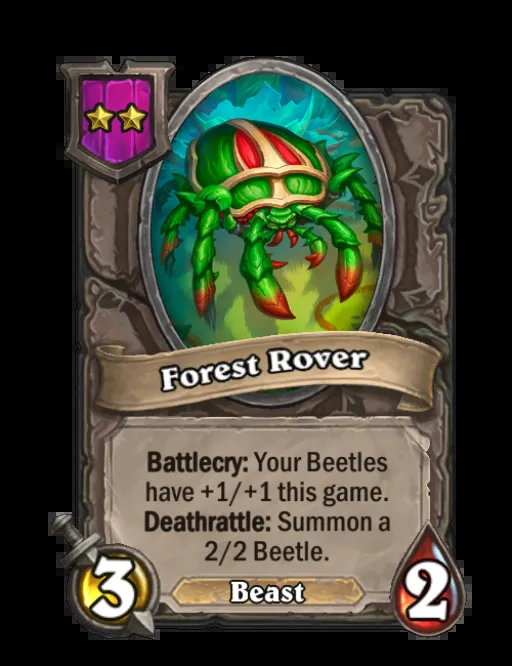 Forest Rover
Battlecry: Your Beetles
have +1/+1 this game.
Deathrattle: Summon a
2/2 Beetle.
3
Beast
2